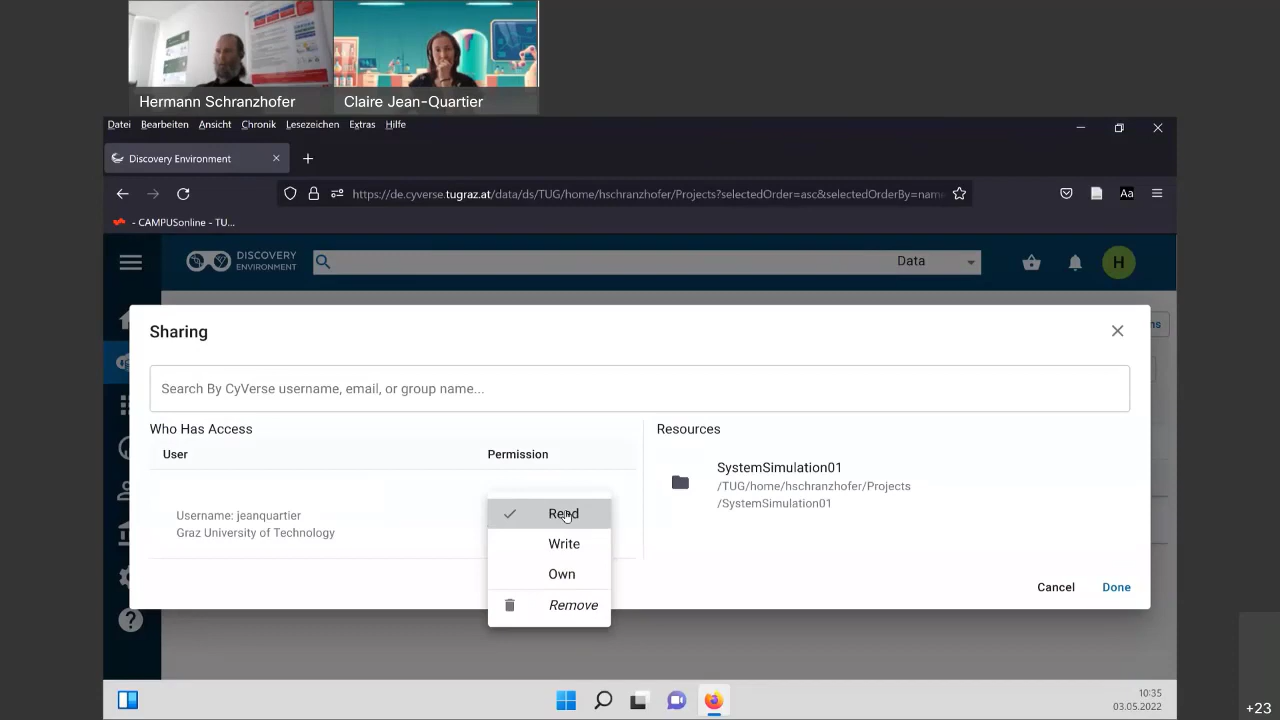 Hermann Schranzhofer
Claire Jean-Quartier
Datei Bearbeiten Ansicht Chronik Lesezeichen Extras Hilfe
Discovery Environment
https://de.cyverse.tugraz.at/data/ds/TUG/home/hschranzhofer/Projects?selectedOrder=asc&selectedOrderBy=name
Aa
- CAMPUSonline - TU...
DISCOVERY
ENVIRONMENT
Data
H
Sharing
ns
Search By CyVerse username, email, or group name...
Who Has Access
Resources
User
Permission
SystemSimulation01
/TUG/home/hschranzhofer/Projects
/SystemSimulation01
Username: jeanquartier
Graz University of Technology
Read
Write
Own
Remove
Cancel
Done
10:35
03.05.2022
+23